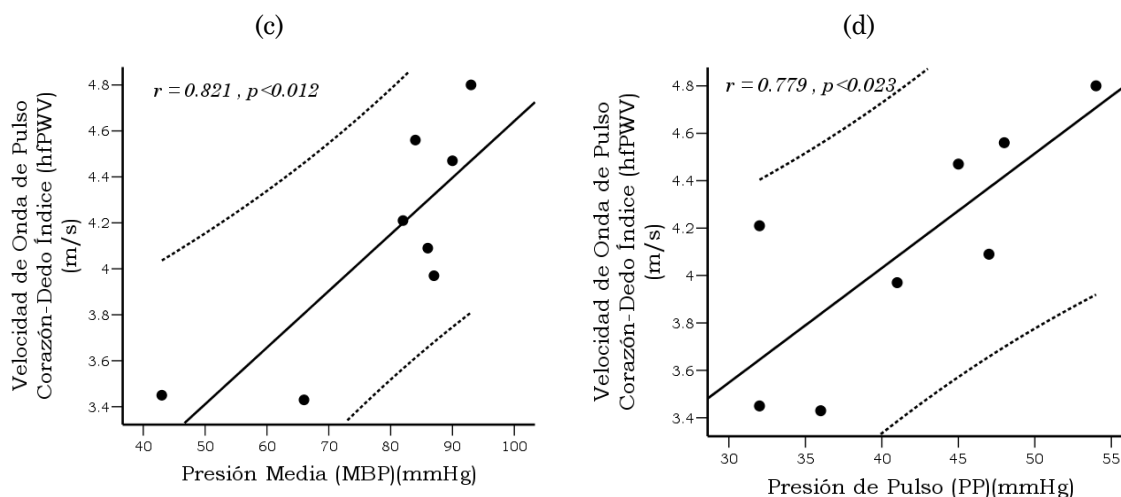 (c)
r = 0.821 , p<0.012
Velocidad de Onda de Pulso
Corazón-Dedo Índice (hfPWV)
(m/s)
4.8
4.6
4.4
4.2
4
3.8
3.6
3.4
40 50 60 70 80 90 100
Presión Media (MBP)(mmHg)
(d)
r = 0.779 , p<0.023
Velocidad de Onda de Pulso
Corazón-Dedo Índice (hfPWV)
(m/s)
4.8
4.6
4.4
4.2
4
3.8
3.6
3.4
30 35 40 45 50 55
Presión de Pulso (PP)(mmHg)